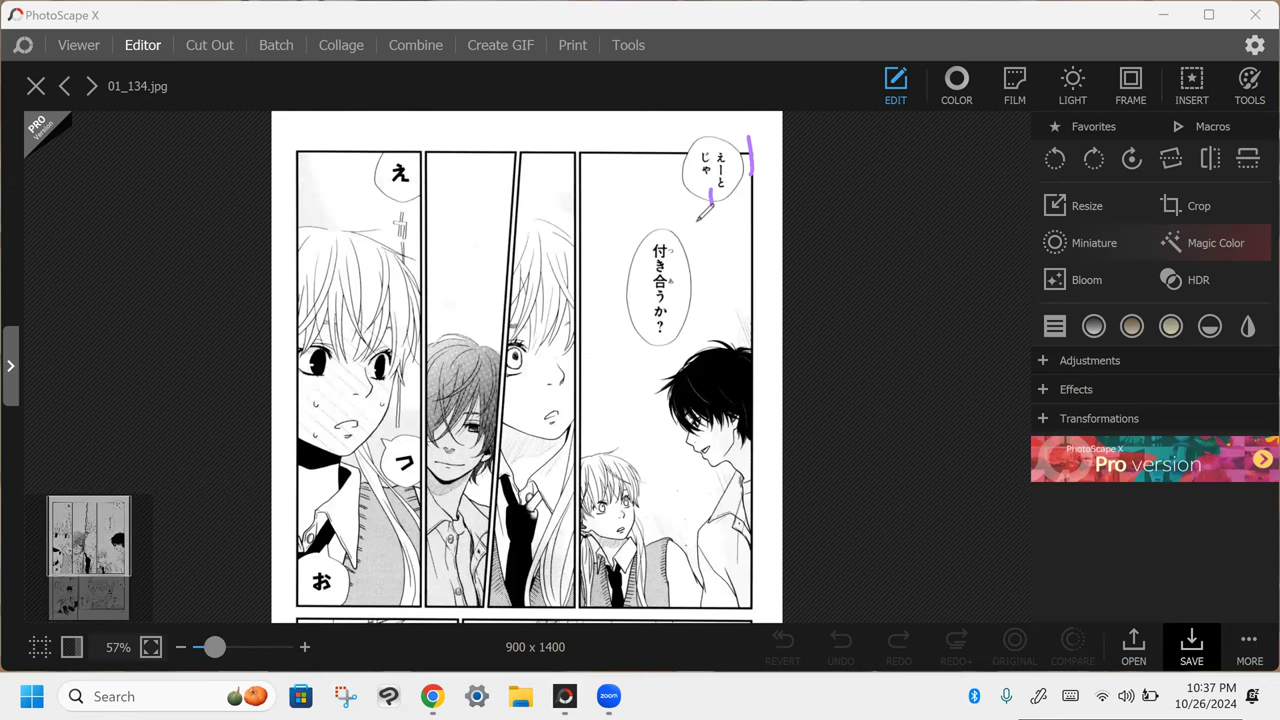 PhotoScape X
Viewer Editor Cut Out Batch Collage Combine Create GIF Print Tools
01_134.jpg
EDIT COLOR FILM LIGHT FRAME INSERT TOOLS
PRO
Version
Favorites Macros
Resize Crop
Miniature Magic Color
Bloom HDR
Adjustments
Effects
Transformations
PhotoScape X
Pro version
えーと
じゃ
付き合うか?
つ
あ
え
っ
お
57%
900 x 1400
REVERT UNDO REDO REDO+ ORIGINAL COMPARE OPEN SAVE MORE
Search
zoom
10:37 PM
10/26/2024